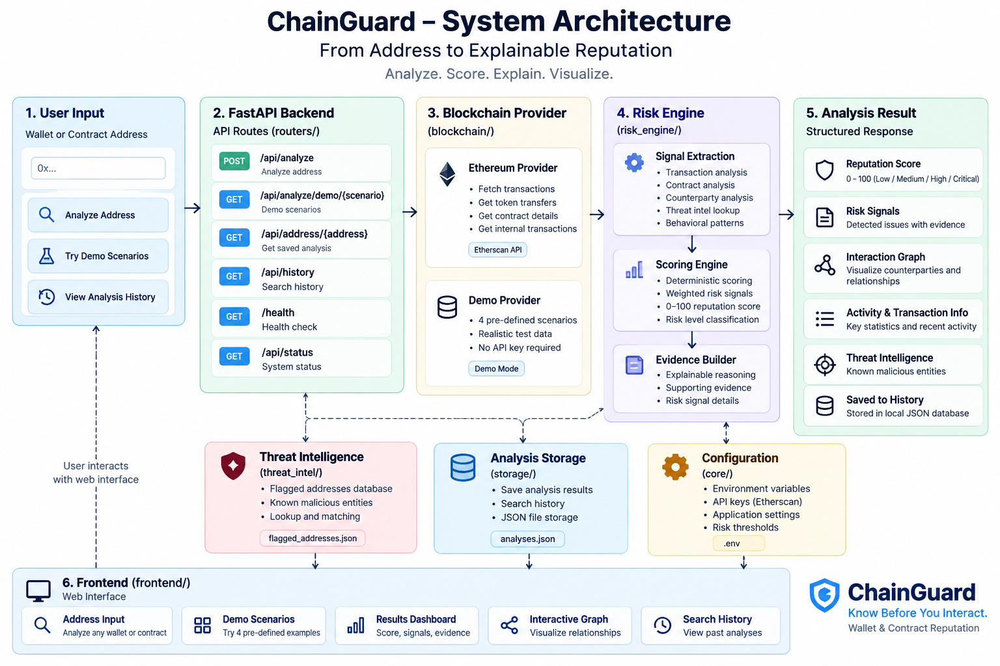 ChainGuard – System Architecture
From Address to Explainable Reputation
Analyze. Score. Explain. Visualize.
1. User Input
Wallet or Contract Address
0x...
Analyze Address
Try Demo Scenarios
View Analysis History
User interacts
with web interface
2. FastAPI Backend
API Routes (routers/)
POST
/api/analyze
Analyze address
GET
/api/analyze/demo/{scenario}
Demo scenarios
GET
/api/address/{address}
Get saved analysis
GET
/api/history
Search history
GET
/health
Health check
GET
/api/status
System status
3. Blockchain Provider
(blockchain/)
Ethereum Provider
• Fetch transactions
• Get token transfers
• Get contract details
• Get internal transactions
Etherscan API
Demo Provider
• 4 pre-defined scenarios
• Realistic test data
• No API key required
Demo Mode
4. Risk Engine
(risk_engine/)
Signal Extraction
• Transaction analysis
• Contract analysis
• Counterparty analysis
• Threat intel lookup
• Behavioral patterns
Scoring Engine
• Deterministic scoring
• Weighted risk signals
• 0–100 reputation score
• Risk level classification
Evidence Builder
• Explainable reasoning
• Supporting evidence
• Risk signal details
5. Analysis Result
Structured Response
Reputation Score
0 – 100 (Low / Medium / High / Critical)
Risk Signals
Detected issues with evidence
Interaction Graph
Visualize counterparties and
relationships
Activity & Transaction Info
Key statistics and recent activity
Threat Intelligence
Known malicious entities
Saved to History
Stored in local JSON database
Threat Intelligence
(threat_intel/)
• Flagged addresses database
• Known malicious entities
• Lookup and matching
flagged_addresses.json
Analysis Storage
(storage/)
• Save analysis results
• Search history
• JSON file storage
analyses.json
Configuration
(core/)
• Environment variables
• API keys (Etherscan)
• Application settings
• Risk thresholds
.env
6. Frontend (frontend/)
Web Interface
Address Input
Analyze any wallet or contract
Demo Scenarios
Try 4 pre-defined examples
Results Dashboard
Score, signals, evidence
Interactive Graph
Visualize relationships
Search History
View past analyses
ChainGuard
Know Before You Interact.
Wallet & Contract Reputation